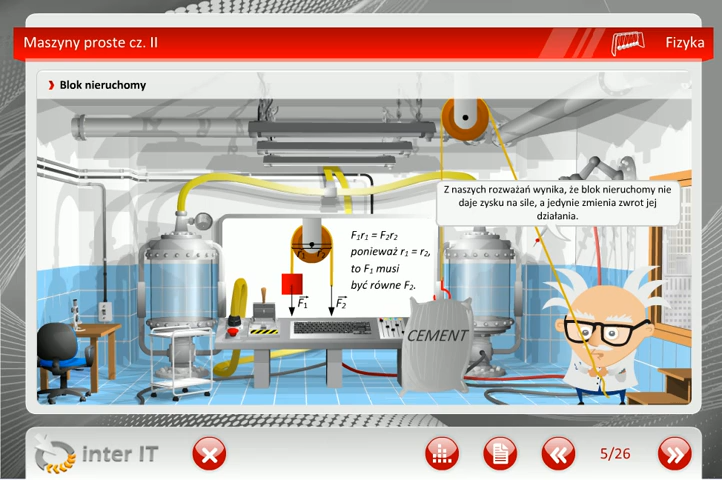 Maszyny proste cz. II
Fizyka
Blok nieruchomy
Z naszych rozważań wynika, że blok nieruchomy nie
daje zysku na sile, a jedynie zmienia zwrot jej
działania.
F₁r₁ = F₂r₂
ponieważ r₁ = r₂,
to F₁ musi
być równe F₂.
r₁ r₂
F₁ F₂
CEMENT
inter IT
5/26